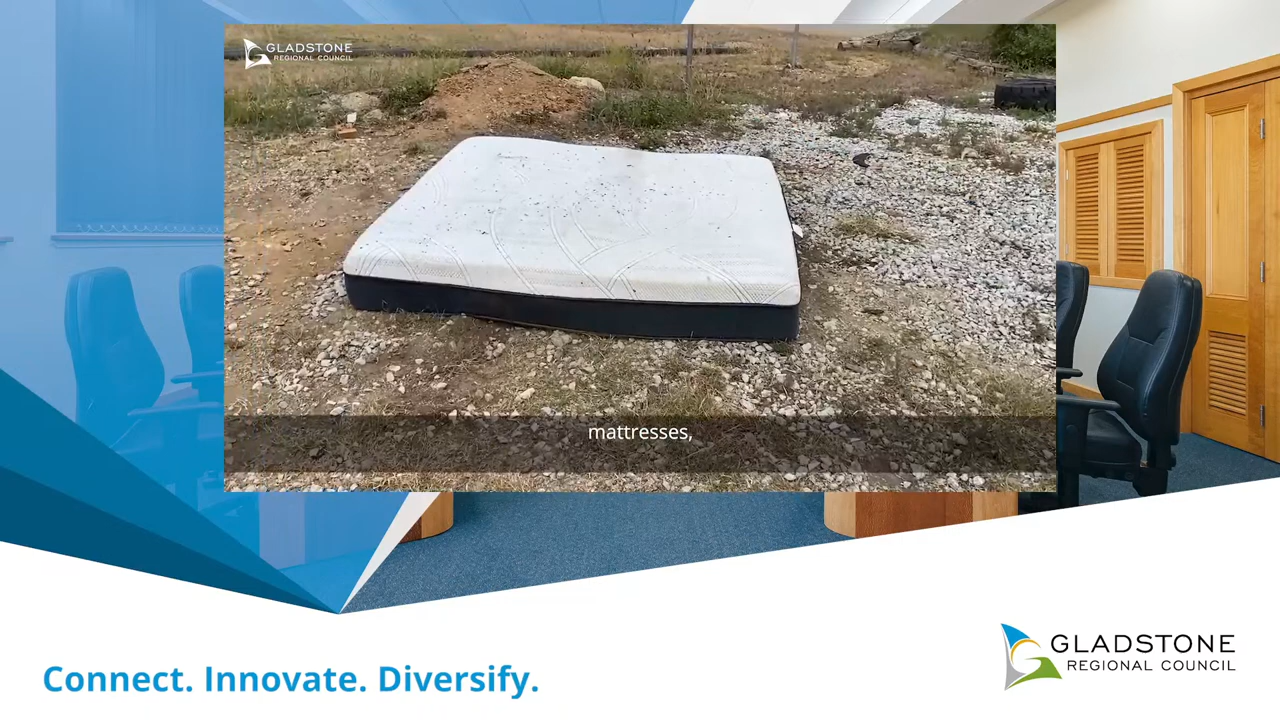 GLADSTONE
REGIONAL COUNCIL
mattresses,
Connect. Innovate. Diversify.
GLADSTONE
REGIONAL COUNCIL